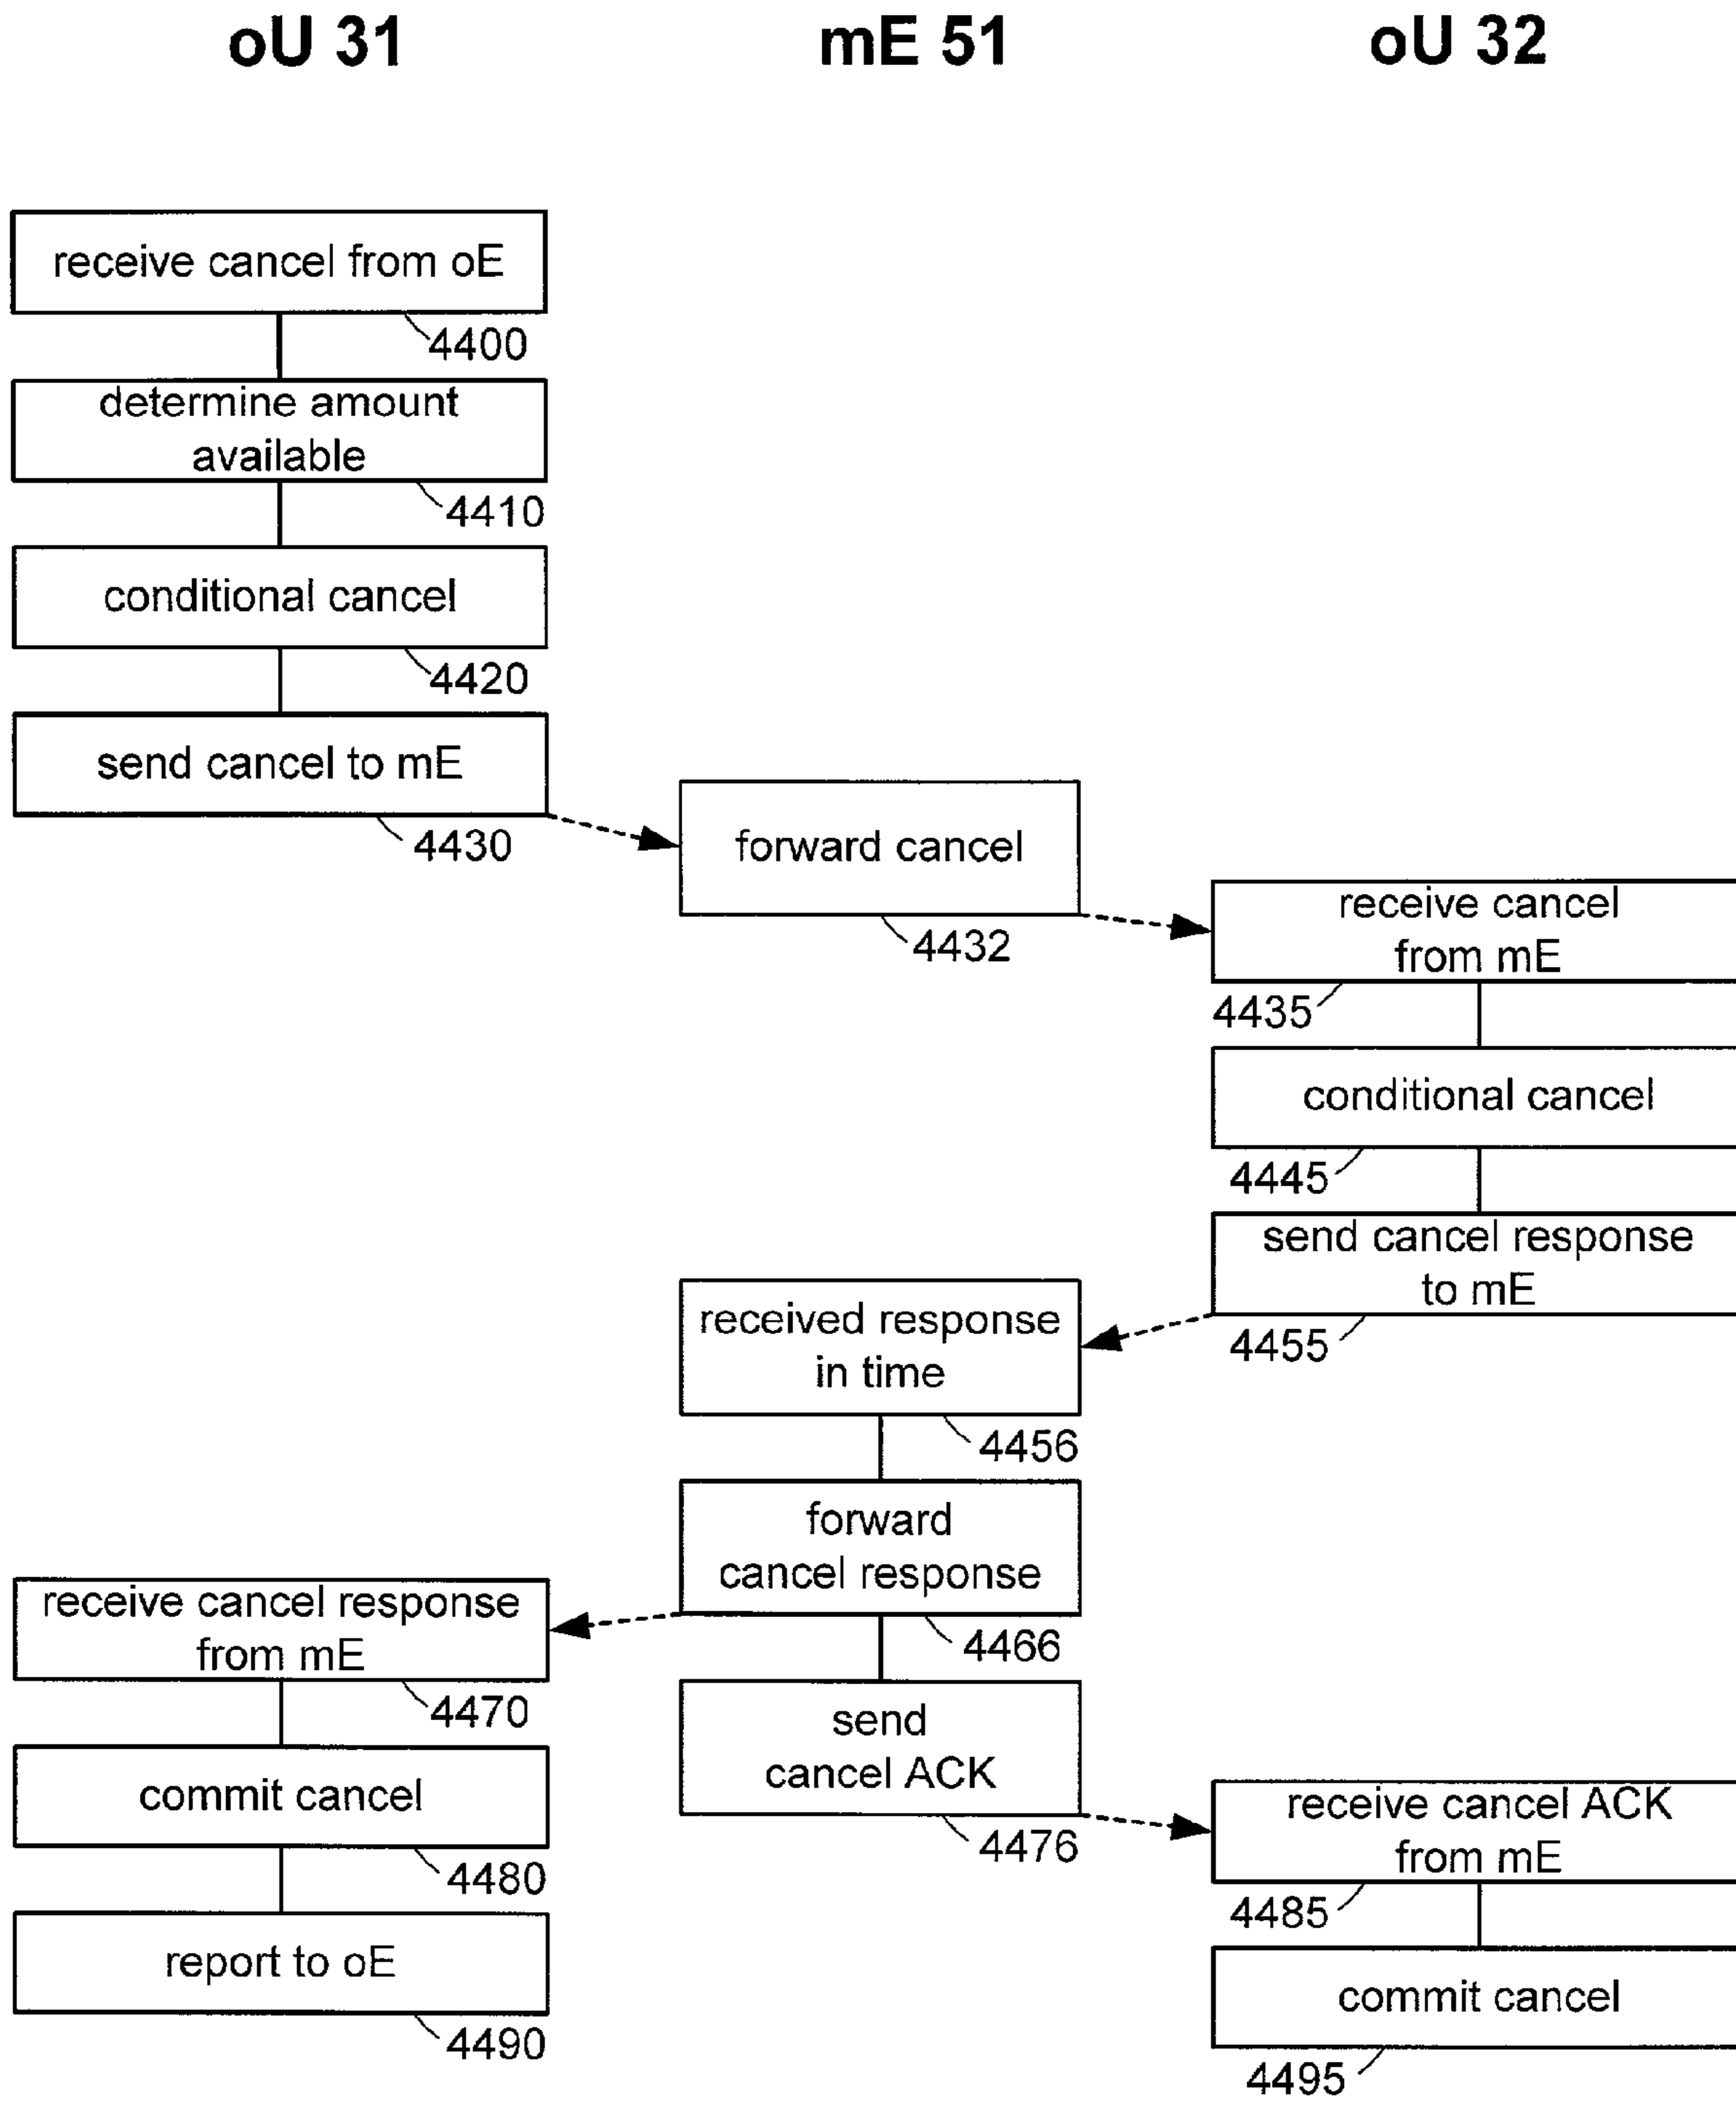 oU 31
mE 51
oU 32
receive cancel from oE
4400
determine amount
available
4410
conditional cancel
4420
send cancel to mE
4430
forward cancel
4432
receive cancel
from mE
4435
conditional cancel
4445
send cancel response
to mE
4455
received response
in time
4456
forward
cancel response
4466
receive cancel response
from mE
4470
send
cancel ACK
4476
commit cancel
4480
receive cancel ACK
from mE
4485
report to oE
4490
commit cancel
4495